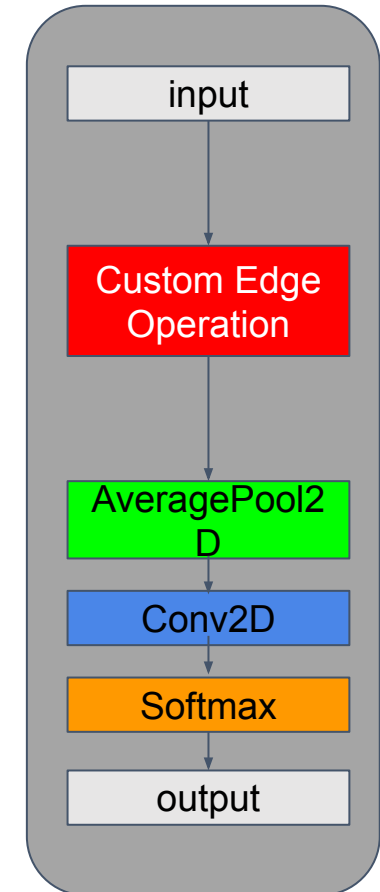 input
Custom Edge
Operation
AveragePool2
D
Conv2D
Softmax
output